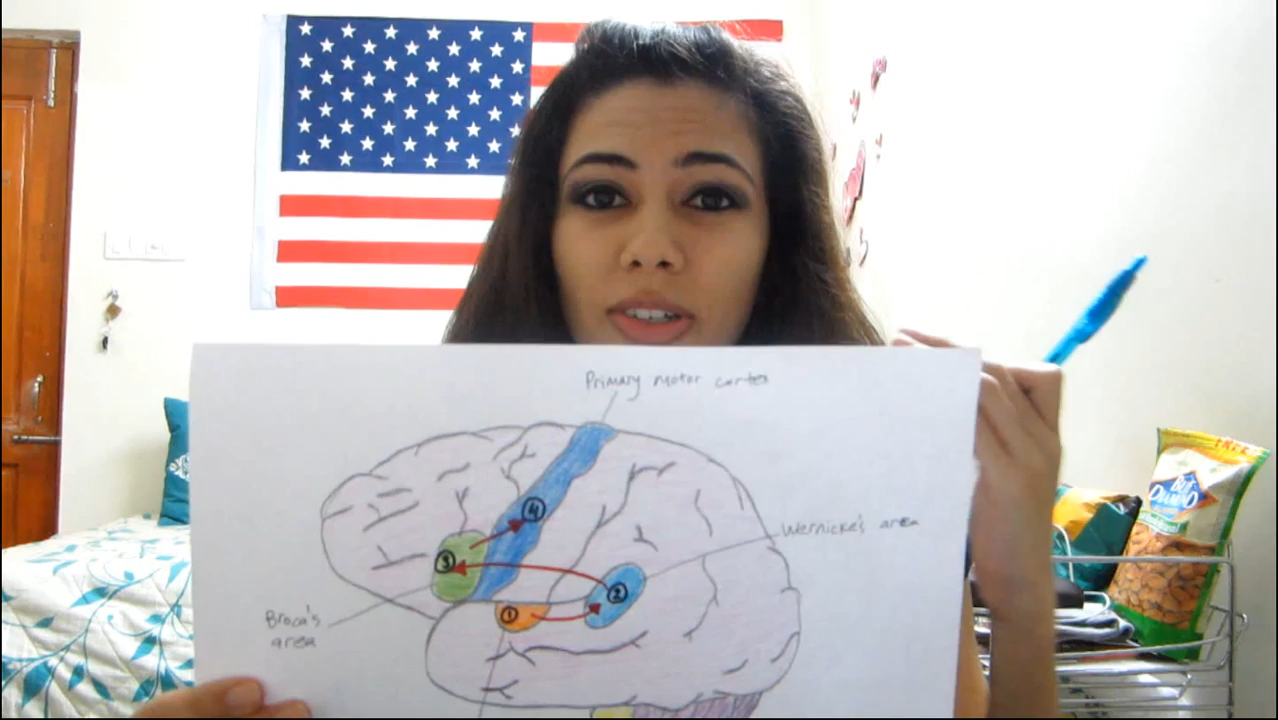 Primary motor cortex
4
Wernicke's area
3
2
1
Broca's
area
BLUE
DIAMOND